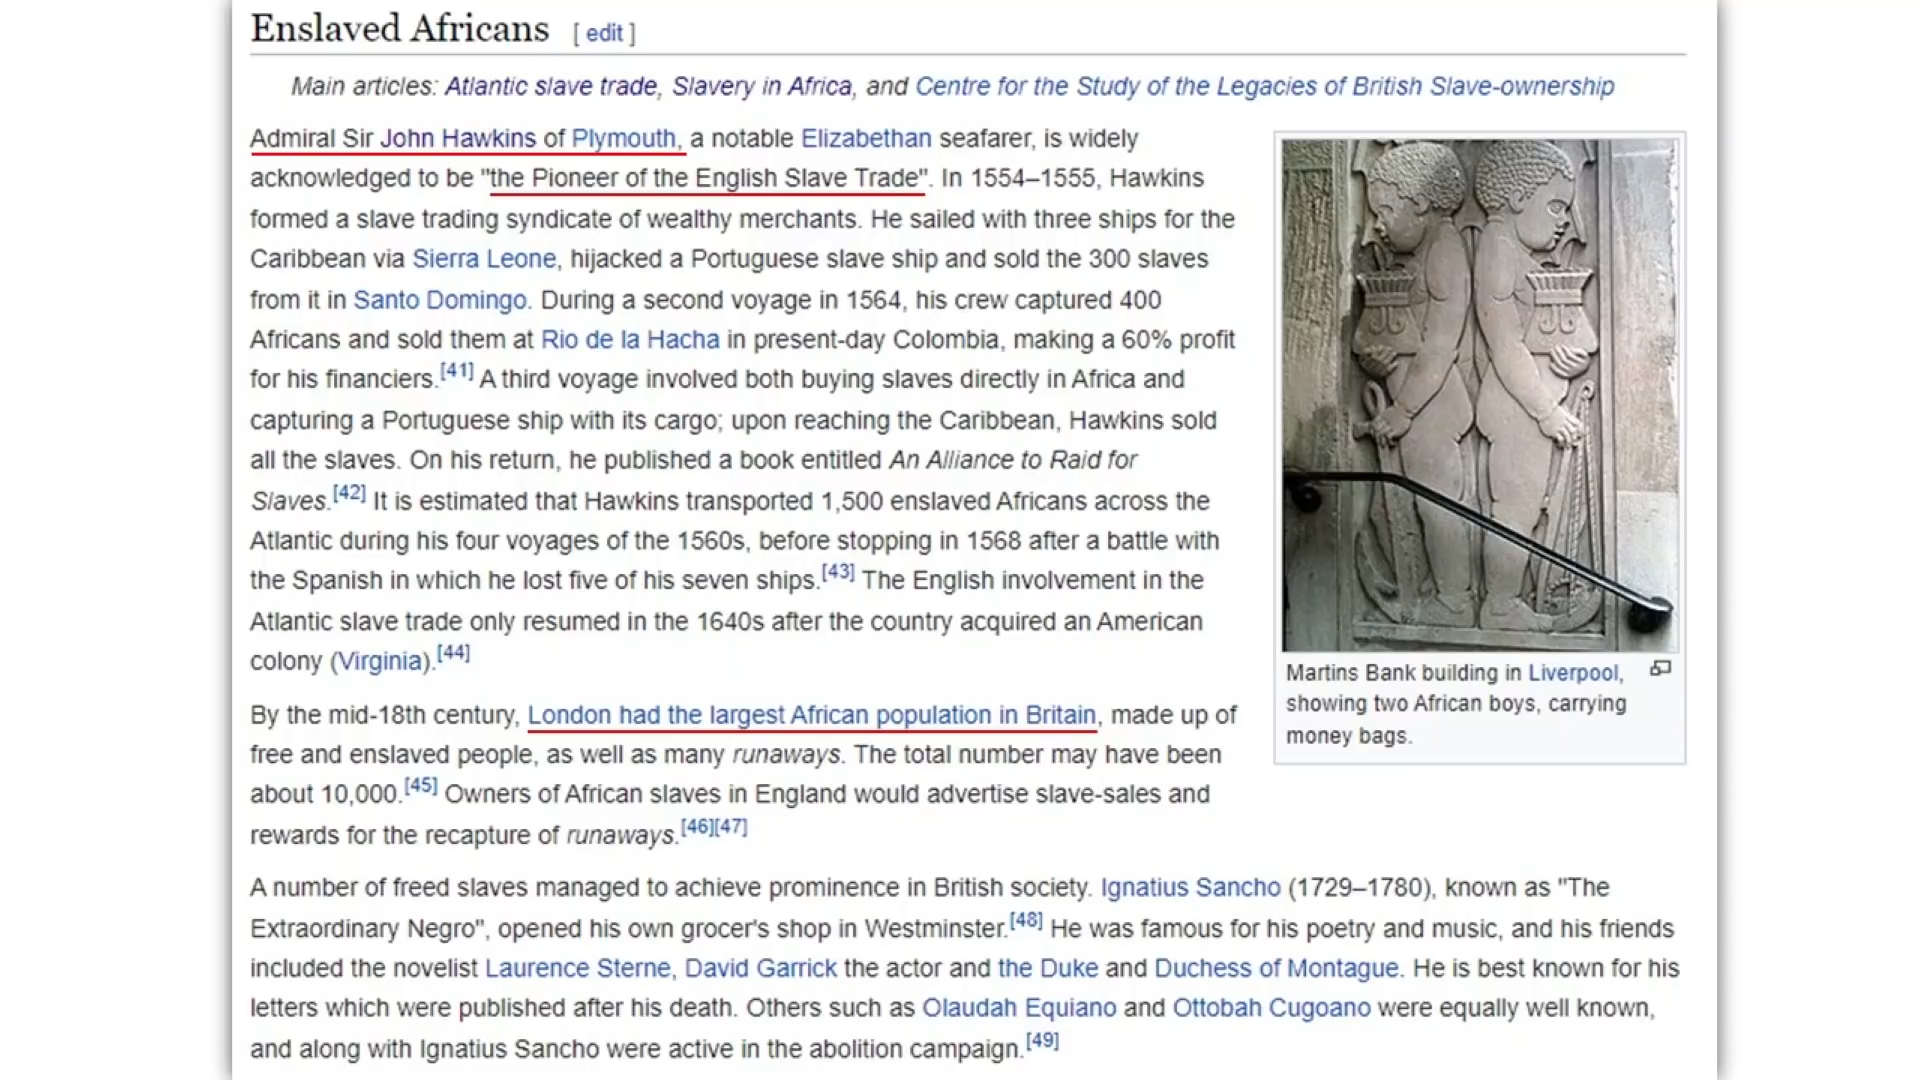 Enslaved Africans [ edit ]
Main articles: Atlantic slave trade, Slavery in Africa, and Centre for the Study of the Legacies of British Slave-ownership
Admiral Sir John Hawkins of Plymouth, a notable Elizabethan seafarer, is widely
acknowledged to be "the Pioneer of the English Slave Trade". In 1554–1555, Hawkins
formed a slave trading syndicate of wealthy merchants. He sailed with three ships for the
Caribbean via Sierra Leone, hijacked a Portuguese slave ship and sold the 300 slaves
from it in Santo Domingo. During a second voyage in 1564, his crew captured 400
Africans and sold them at Rio de la Hacha in present-day Colombia, making a 60% profit
for his financiers.[41] A third voyage involved both buying slaves directly in Africa and
capturing a Portuguese ship with its cargo; upon reaching the Caribbean, Hawkins sold
all the slaves. On his return, he published a book entitled An Alliance to Raid for
Slaves.[42] It is estimated that Hawkins transported 1,500 enslaved Africans across the
Atlantic during his four voyages of the 1560s, before stopping in 1568 after a battle with
the Spanish in which he lost five of his seven ships.[43] The English involvement in the
Atlantic slave trade only resumed in the 1640s after the country acquired an American
colony (Virginia).[44]
By the mid-18th century, London had the largest African population in Britain, made up of
free and enslaved people, as well as many runaways. The total number may have been
about 10,000.[45] Owners of African slaves in England would advertise slave-sales and
rewards for the recapture of runaways.[46][47]
Martins Bank building in Liverpool,
showing two African boys, carrying
money bags.
A number of freed slaves managed to achieve prominence in British society. Ignatius Sancho (1729–1780), known as "The
Extraordinary Negro", opened his own grocer's shop in Westminster.[48] He was famous for his poetry and music, and his friends
included the novelist Laurence Sterne, David Garrick the actor and the Duke and Duchess of Montague. He is best known for his
letters which were published after his death. Others such as Olaudah Equiano and Ottobah Cugoano were equally well known,
and along with Ignatius Sancho were active in the abolition campaign.[49]